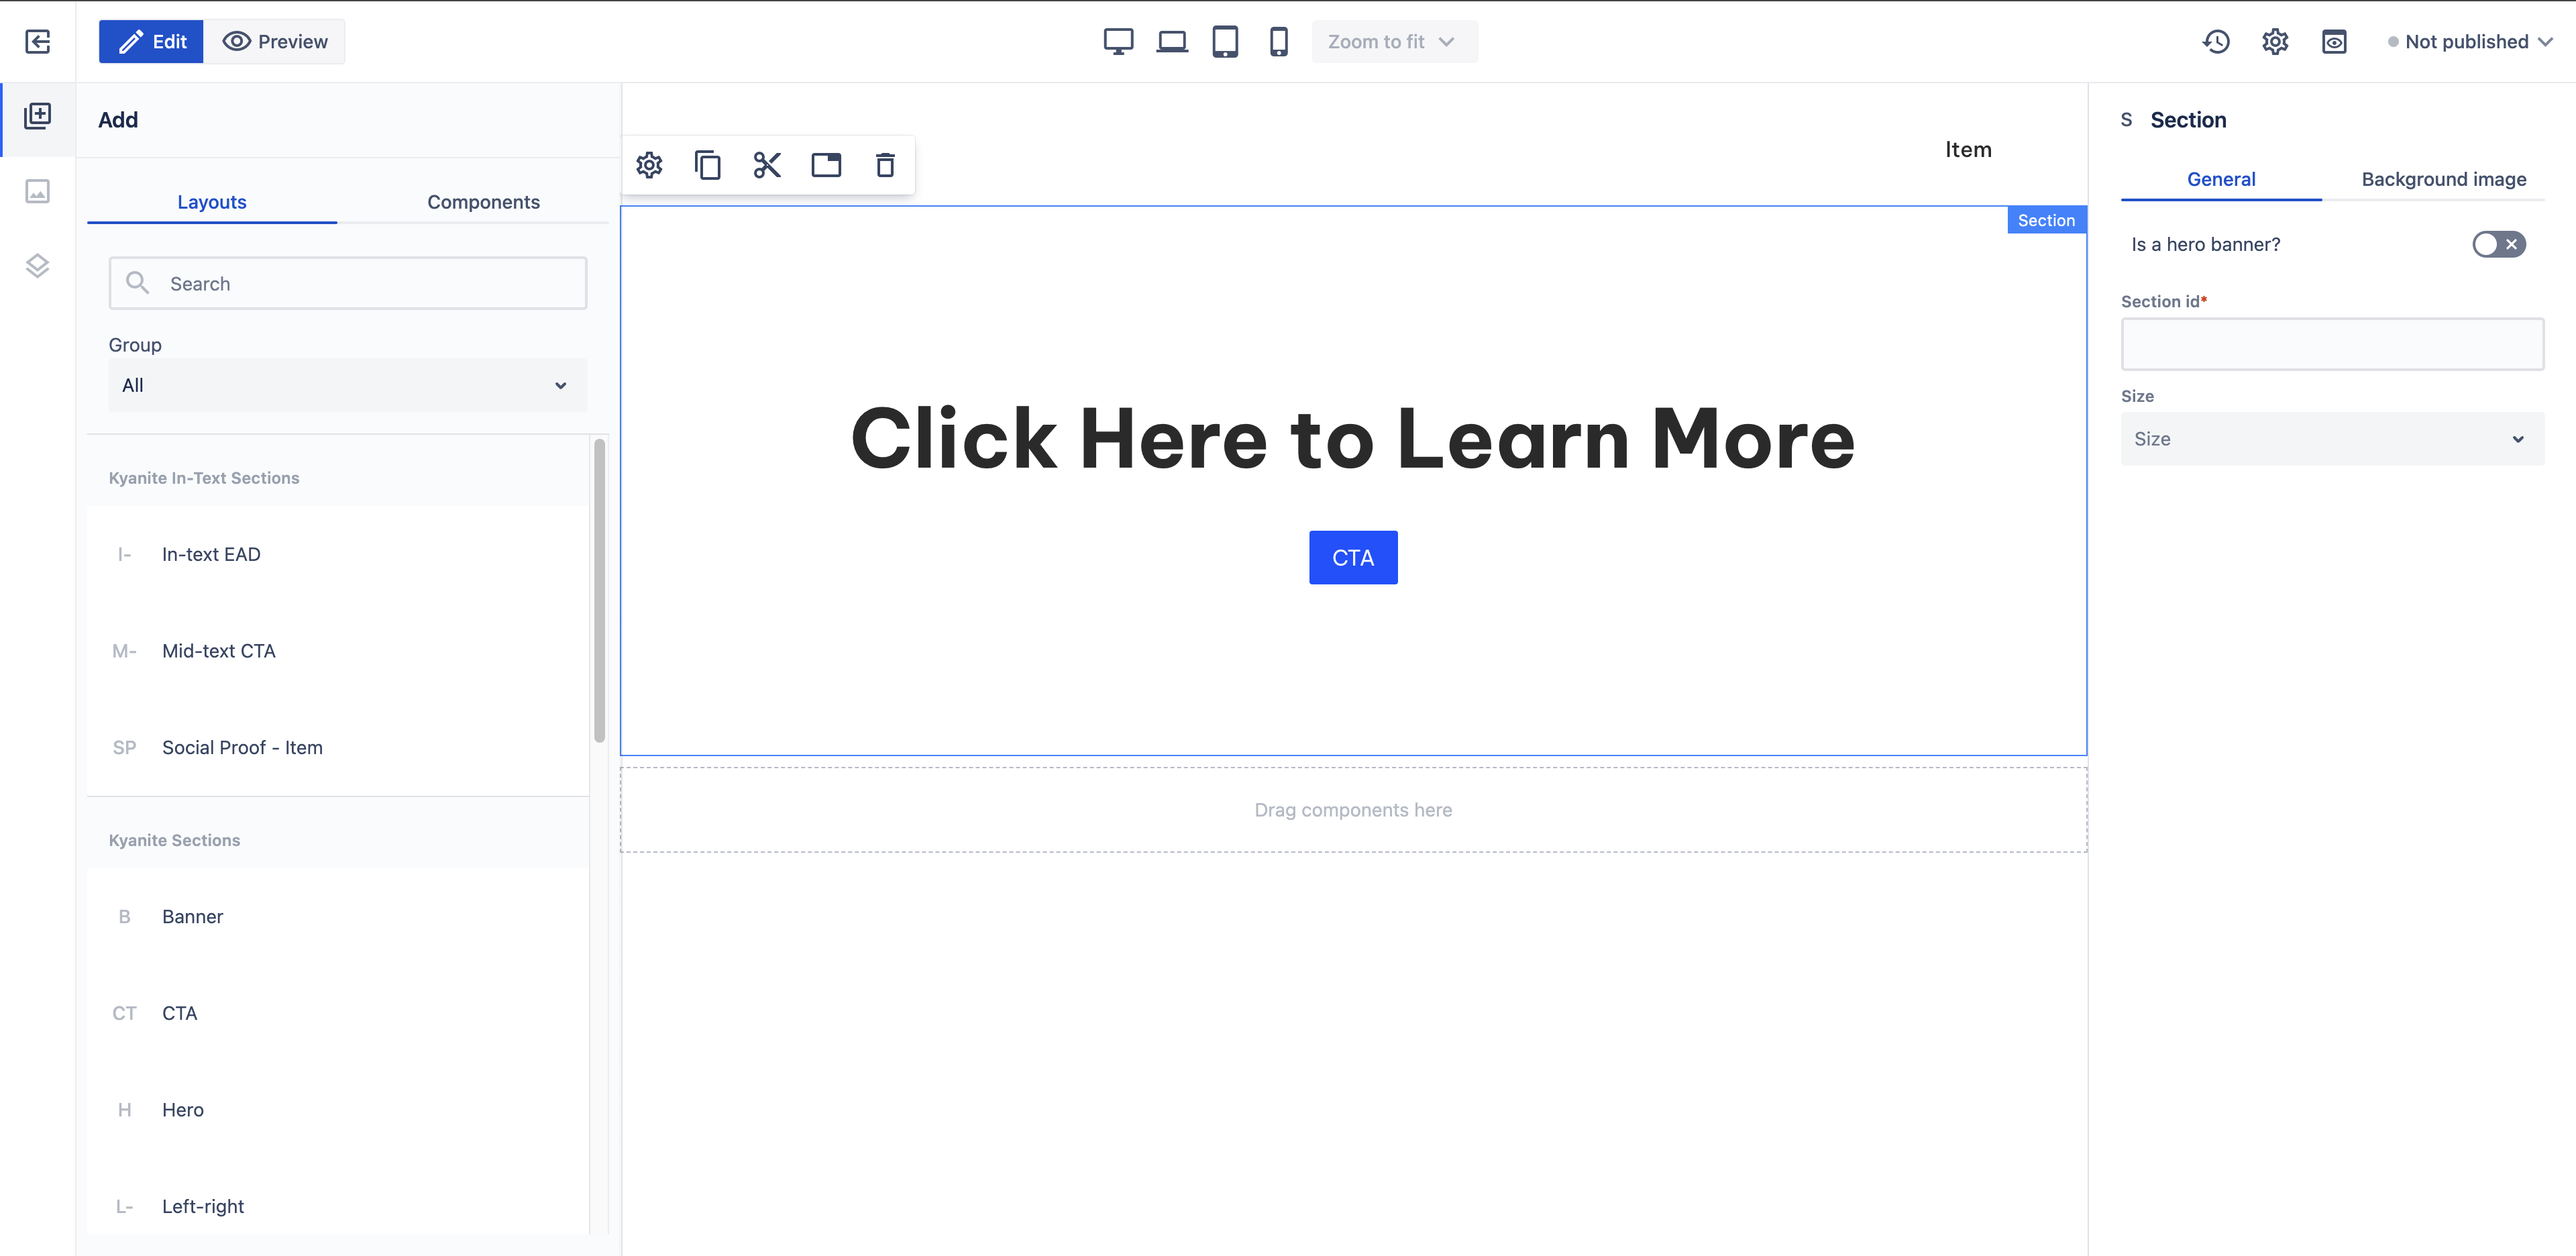 Edit
Preview
Zoom to fit
Not published
Add
Layouts
Components
Search
Group
All
Kyanite In-Text Sections
I- In-text EAD
M- Mid-text CTA
SP Social Proof - Item
Kyanite Sections
B Banner
CT CTA
H Hero
L- Left-right
Item
Section
Click Here to Learn More
CTA
Drag components here
S Section
General
Background image
Is a hero banner?
Section id*
Size
Size